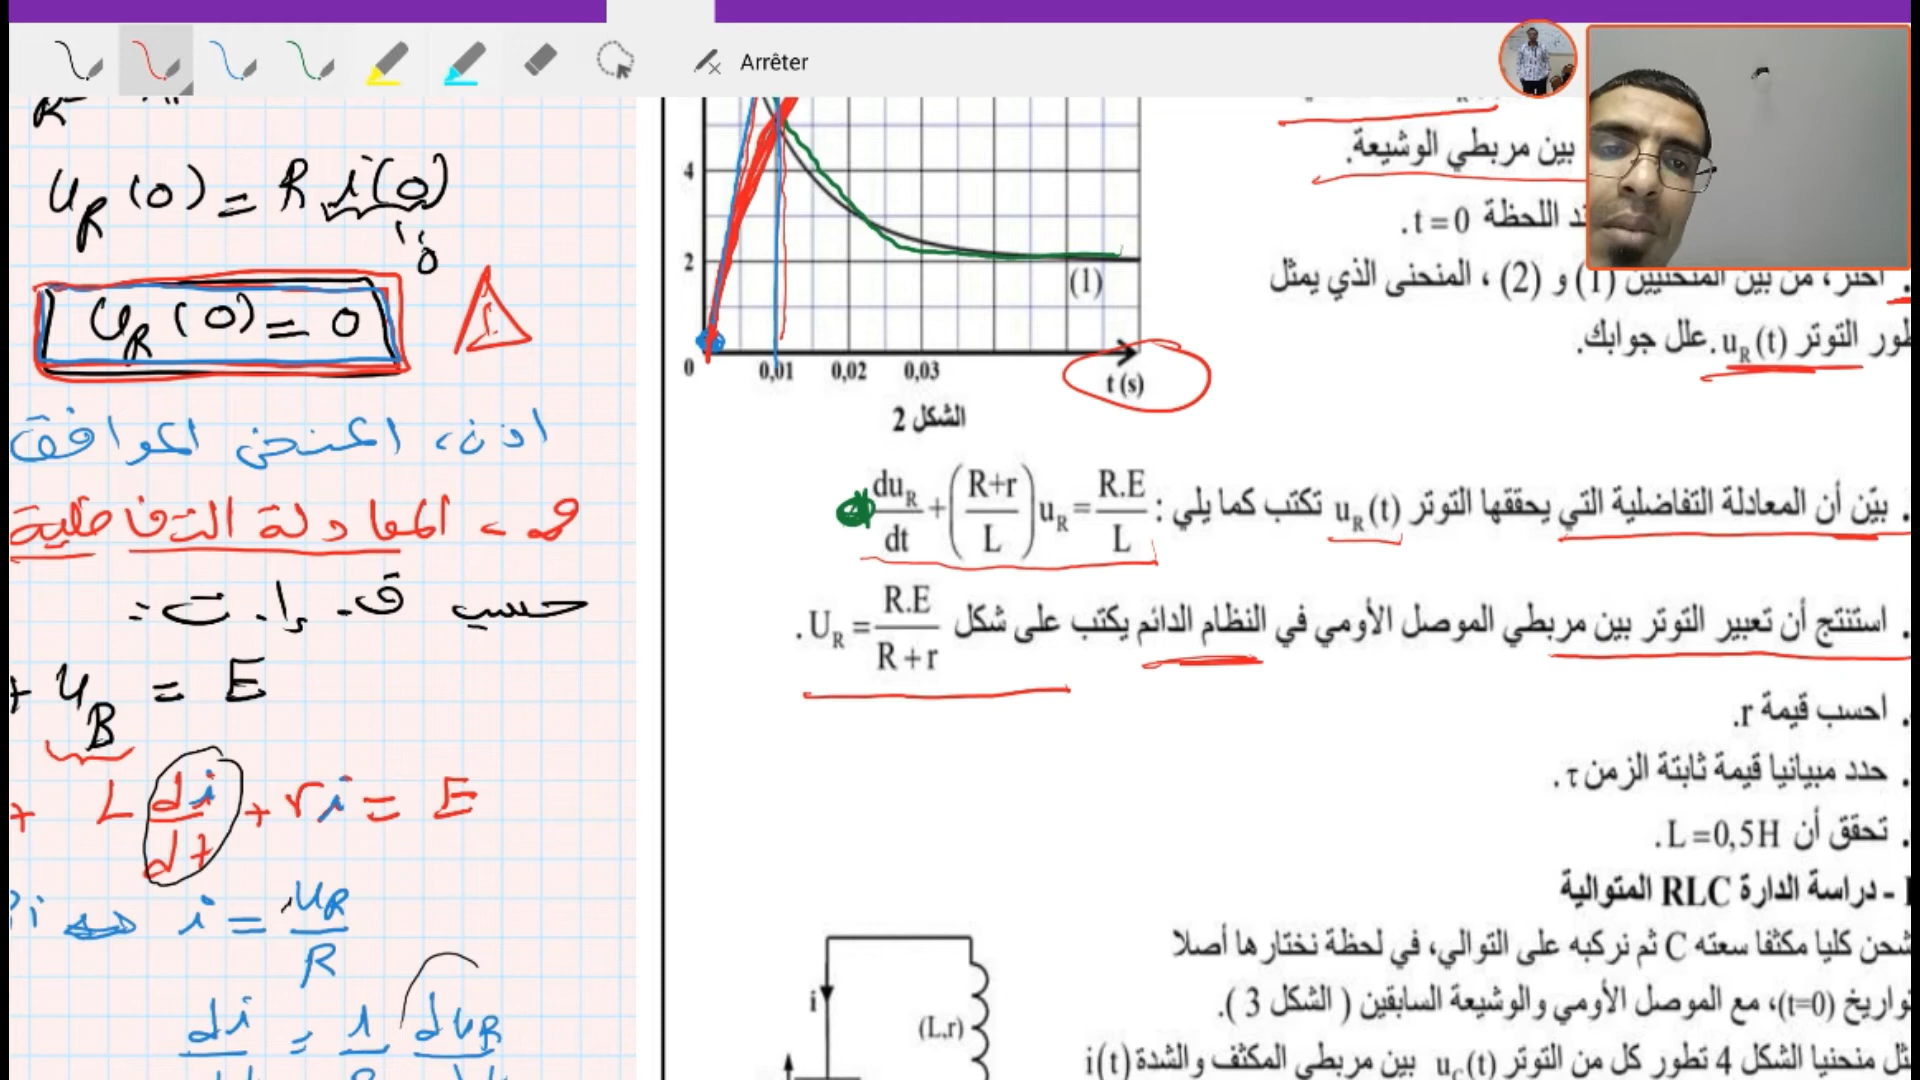 Arrêter
u_R(0) = R i(0)
0
u_R(0) = 0
اذن، المنحنى الموافق
المعادلة التفاضلية
حسب ق. إ. ت :
+ u_B = E
+ L di/dt + ri = E
i = u_R/R
di = 1 du_R
4
2
0
0,01 0,02 0,03
t (s)
(1)
الشكل 2
بين مربطي الوشيعة.
اللحظة t = 0.
اختر، من بين المنحنيين (1) و (2) ، المنحنى الذي يمثل
التوتر u_R(t). علل جوابك.
. بيّن أن المعادلة التفاضلية التي يحققها التوتر u_R(t) تكتب كما يلي : du_R/dt + ((R+r)/L) u_R = R.E/L
. استنتج أن تعبير التوتر بين مربطي الموصل الأومي في النظام الدائم يكتب على شكل U_R = R.E/(R+r) .
. احسب قيمة r.
. حدد مبيانيا قيمة ثابتة الزمن τ.
. تحقق أن L=0,5H.
- دراسة الدارة RLC المتوالية
شحن كليا مكثفا سعته C ثم نركبه على التوالي، في لحظة نختارها أصلا
تواريخ (t=0)، مع الموصل الأومي والوشيعة السابقين ( الشكل 3 ).
منحنيا الشكل 4 تطور كل من التوتر u_C(t) بين مربطي المكثف والشدة i(t)
i
(L,r)